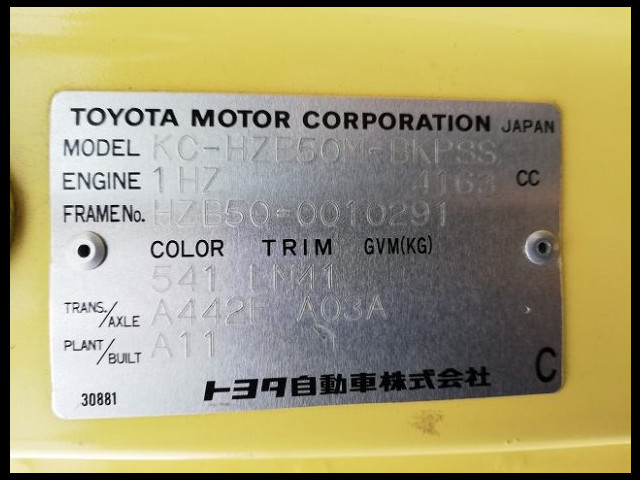 TOYOTA MOTOR CORPORATION JAPAN
MODEL KC-HZB50M-BKPSS
ENGINE 1HZ 4163 CC
FRAME No. HZB50-0010291
COLOR TRIM GVM(KG)
541 LM41
TRANS./AXLE A442F A03A
PLANT/BUILT A11
トヨタ自動車株式会社 C
30881